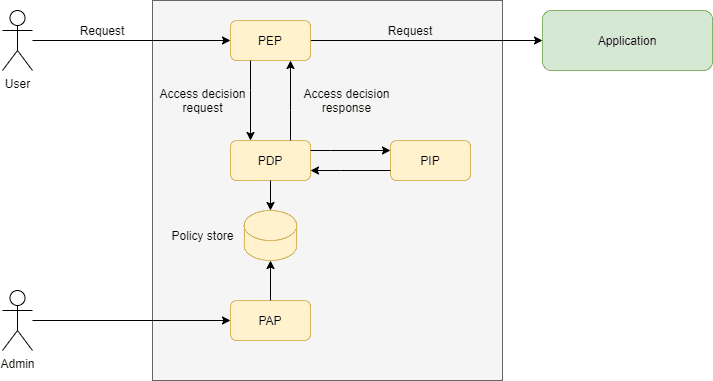 Request
PEP
Request
Application
User
Access decision
request
Access decision
response
PDP
PIP
Policy store
PAP
Admin